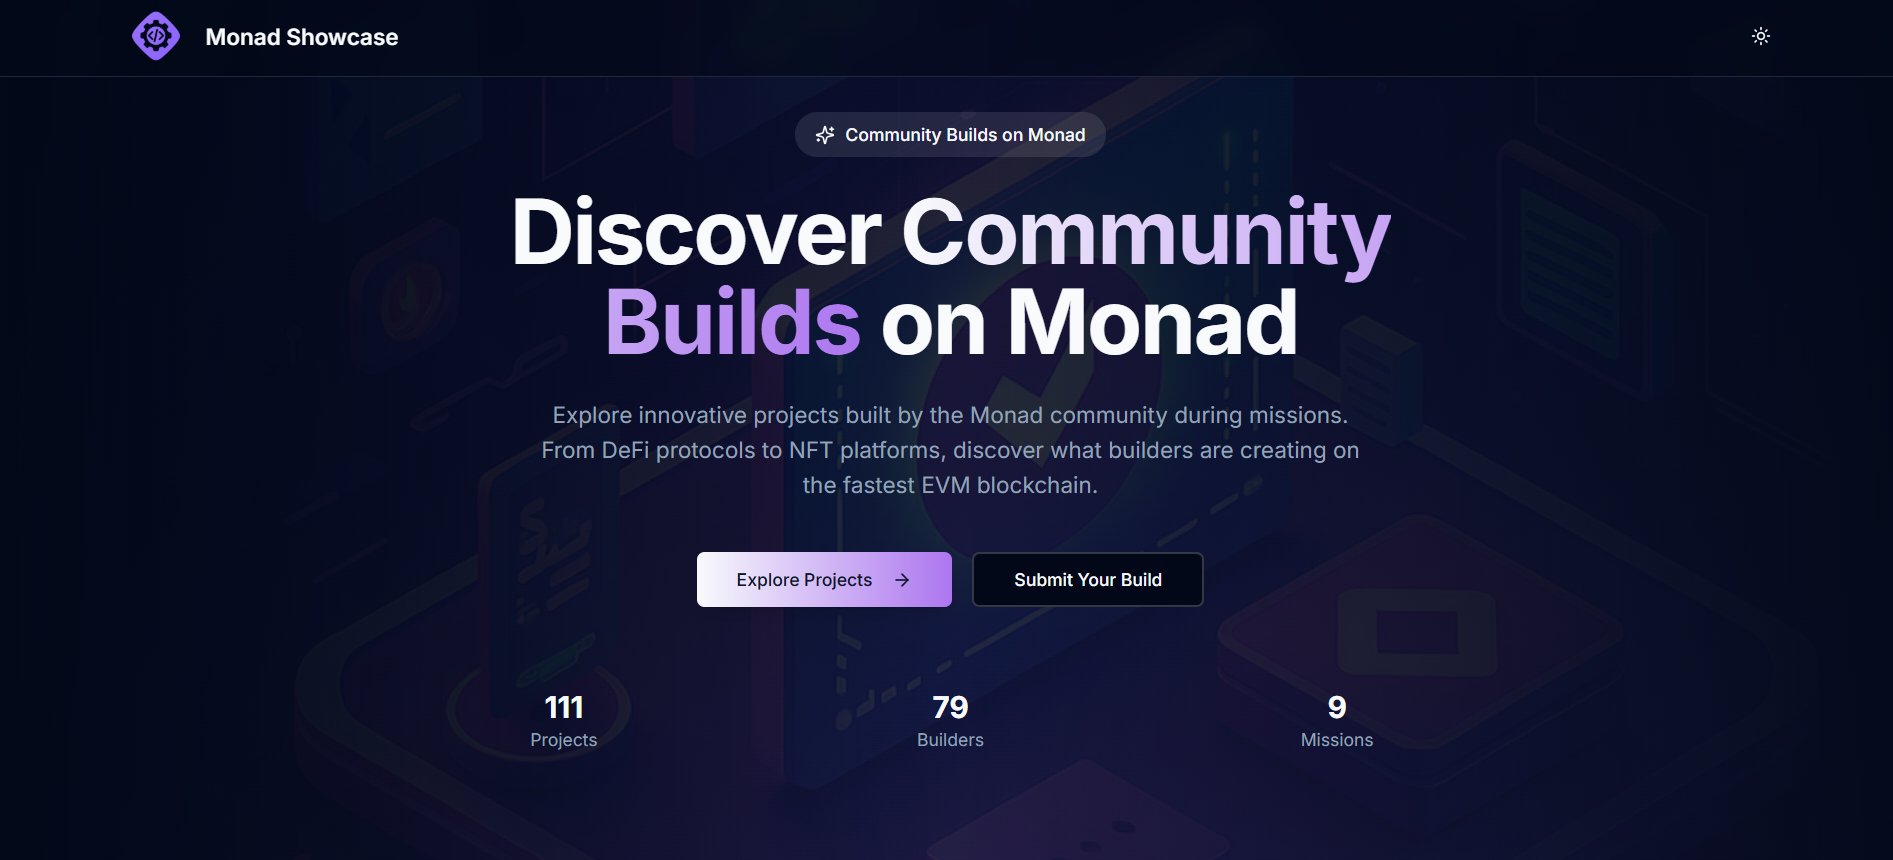 Monad Showcase
Community Builds on Monad
Discover Community
Builds on Monad
Explore innovative projects built by the Monad community during missions.
From DeFi protocols to NFT platforms, discover what builders are creating on
the fastest EVM blockchain.
Explore Projects
Submit Your Build
111
Projects
79
Builders
9
Missions